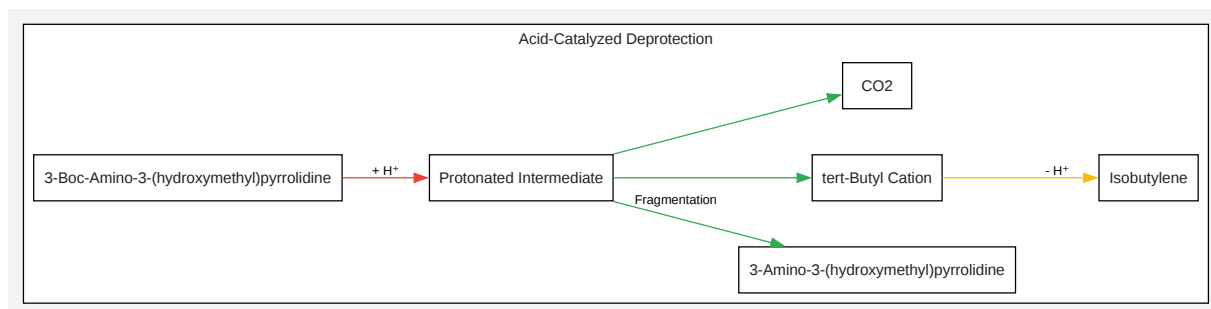 Acid-Catalyzed Deprotection
CO2
3-Boc-Amino-3-(hydroxymethyl)pyrrolidine
+ H⁺
Protonated Intermediate
tert-Butyl Cation
- H⁺
Isobutylene
Fragmentation
3-Amino-3-(hydroxymethyl)pyrrolidine